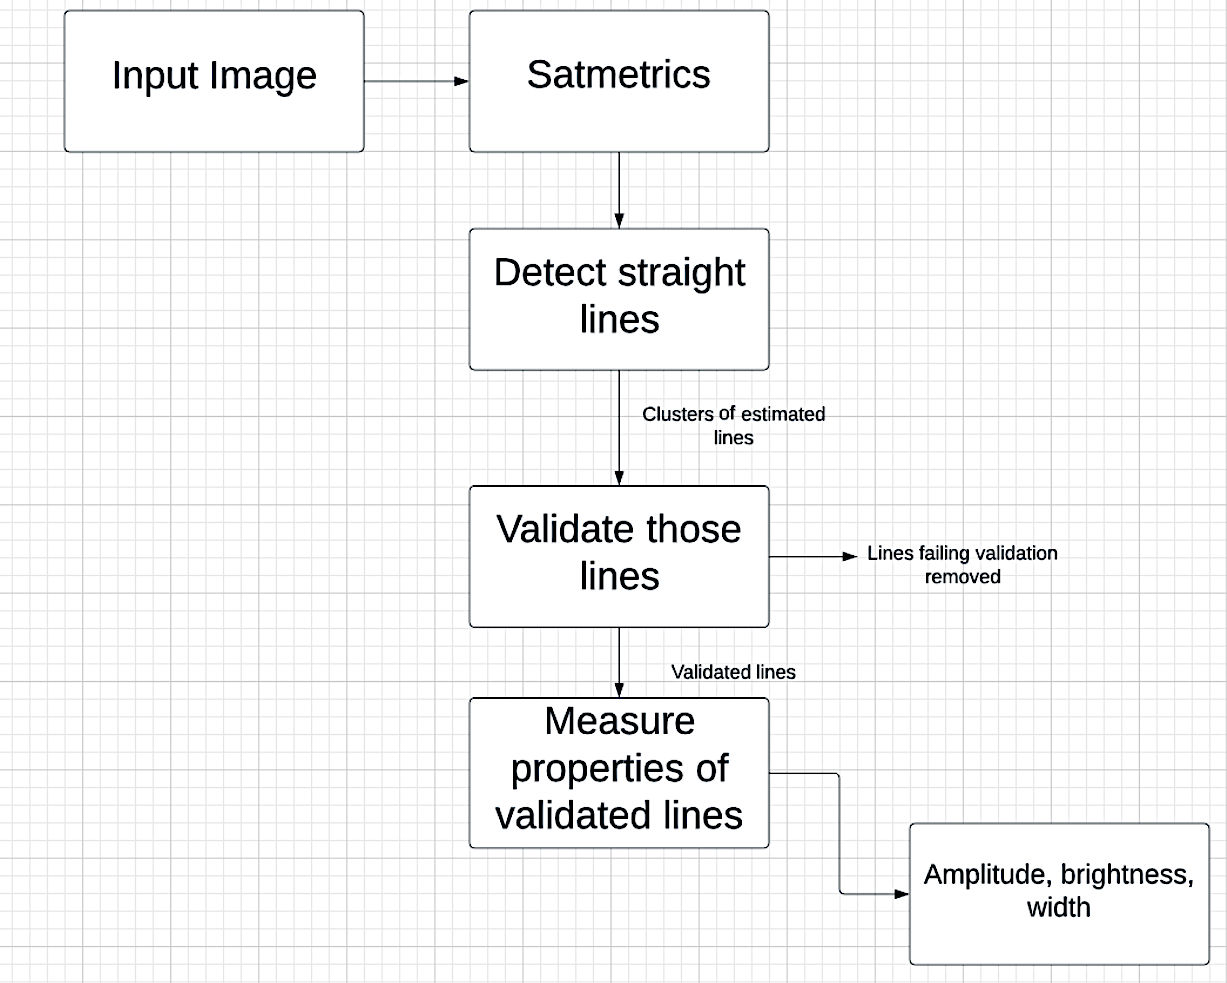 Input Image
Satmetrics
Detect straight
lines
Clusters of estimated
lines
Validate those
lines
Lines failing validation
removed
Validated lines
Measure
properties of
validated lines
Amplitude, brightness,
width